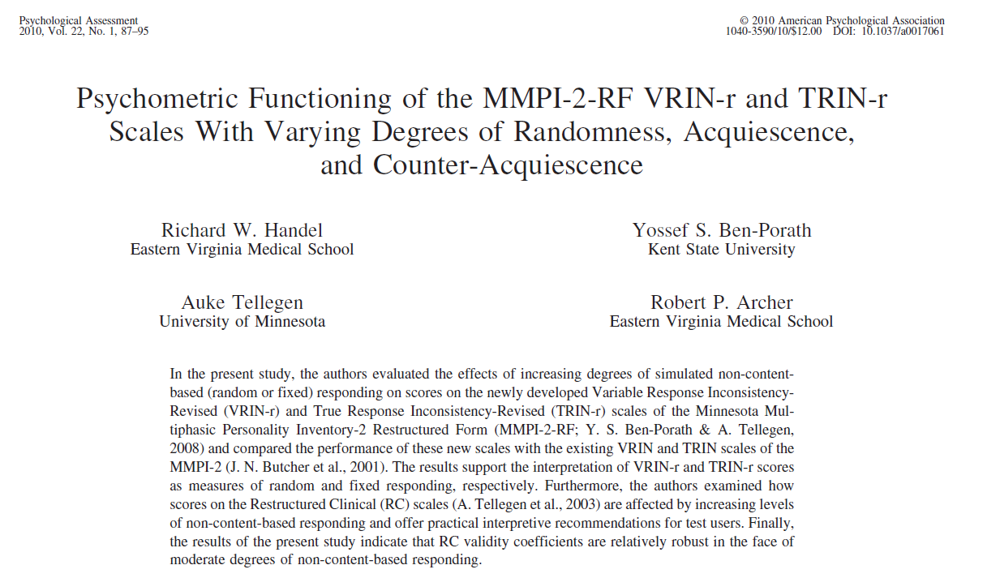 Psychological Assessment
2010, Vol. 22, No. 1, 87–95
© 2010 American Psychological Association
1040-3590/10/$12.00 DOI: 10.1037/a0017061
Psychometric Functioning of the MMPI-2-RF VRIN-r and TRIN-r
Scales With Varying Degrees of Randomness, Acquiescence,
and Counter-Acquiescence
Richard W. Handel
Eastern Virginia Medical School
Yossef S. Ben-Porath
Kent State University
Auke Tellegen
University of Minnesota
Robert P. Archer
Eastern Virginia Medical School
In the present study, the authors evaluated the effects of increasing degrees of simulated non-content-
based (random or fixed) responding on scores on the newly developed Variable Response Inconsistency-
Revised (VRIN-r) and True Response Inconsistency-Revised (TRIN-r) scales of the Minnesota Mul-
tiphasic Personality Inventory-2 Restructured Form (MMPI-2-RF; Y. S. Ben-Porath & A. Tellegen,
2008) and compared the performance of these new scales with the existing VRIN and TRIN scales of the
MMPI-2 (J. N. Butcher et al., 2001). The results support the interpretation of VRIN-r and TRIN-r scores
as measures of random and fixed responding, respectively. Furthermore, the authors examined how
scores on the Restructured Clinical (RC) scales (A. Tellegen et al., 2003) are affected by increasing levels
of non-content-based responding and offer practical interpretive recommendations for test users. Finally,
the results of the present study indicate that RC validity coefficients are relatively robust in the face of
moderate degrees of non-content-based responding.